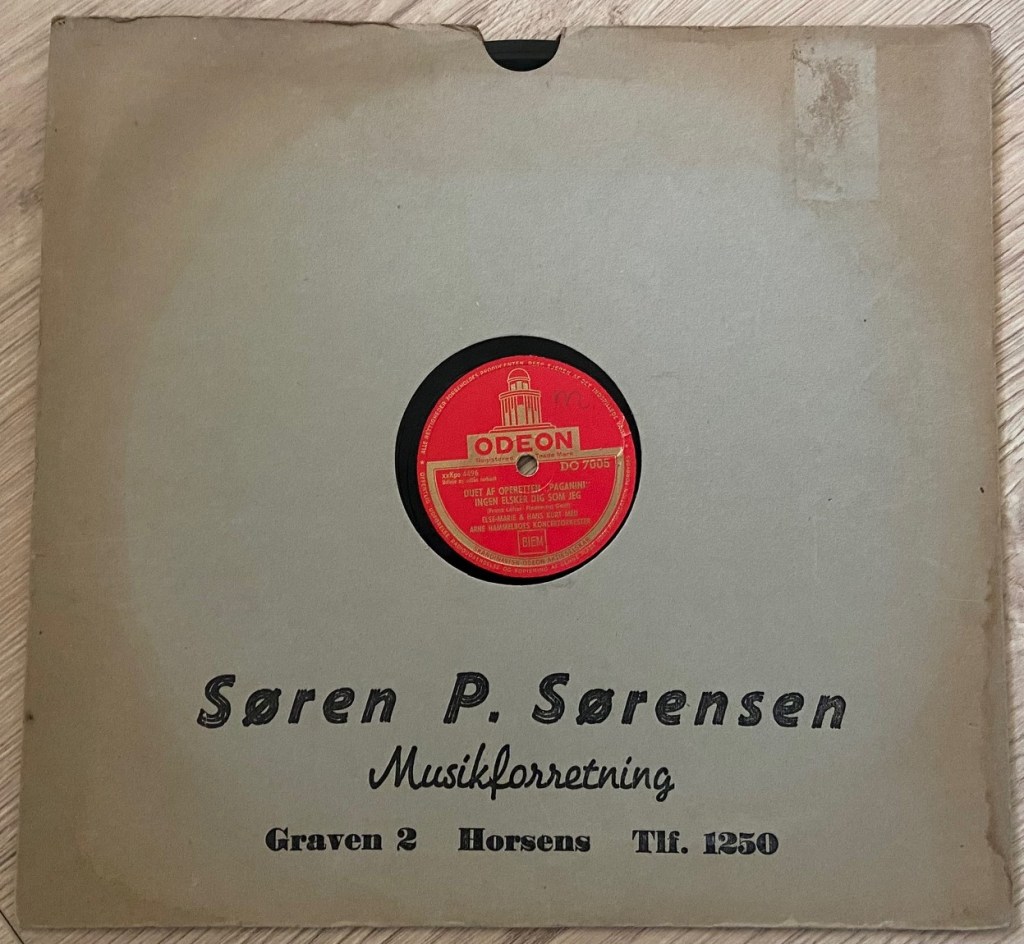 ODEON
DO 7005
DUET AF OPERETTEN „PAGANINI"
INGEN ELSKER DIG SOM JEG
ELSE-MARIE & HANS KURT MED
ARNE HAMMELBOES KONCERTORKESTER
BIEM
Søren P. Sørensen
Musikforretning
Graven 2 Horsens Tlf. 1250